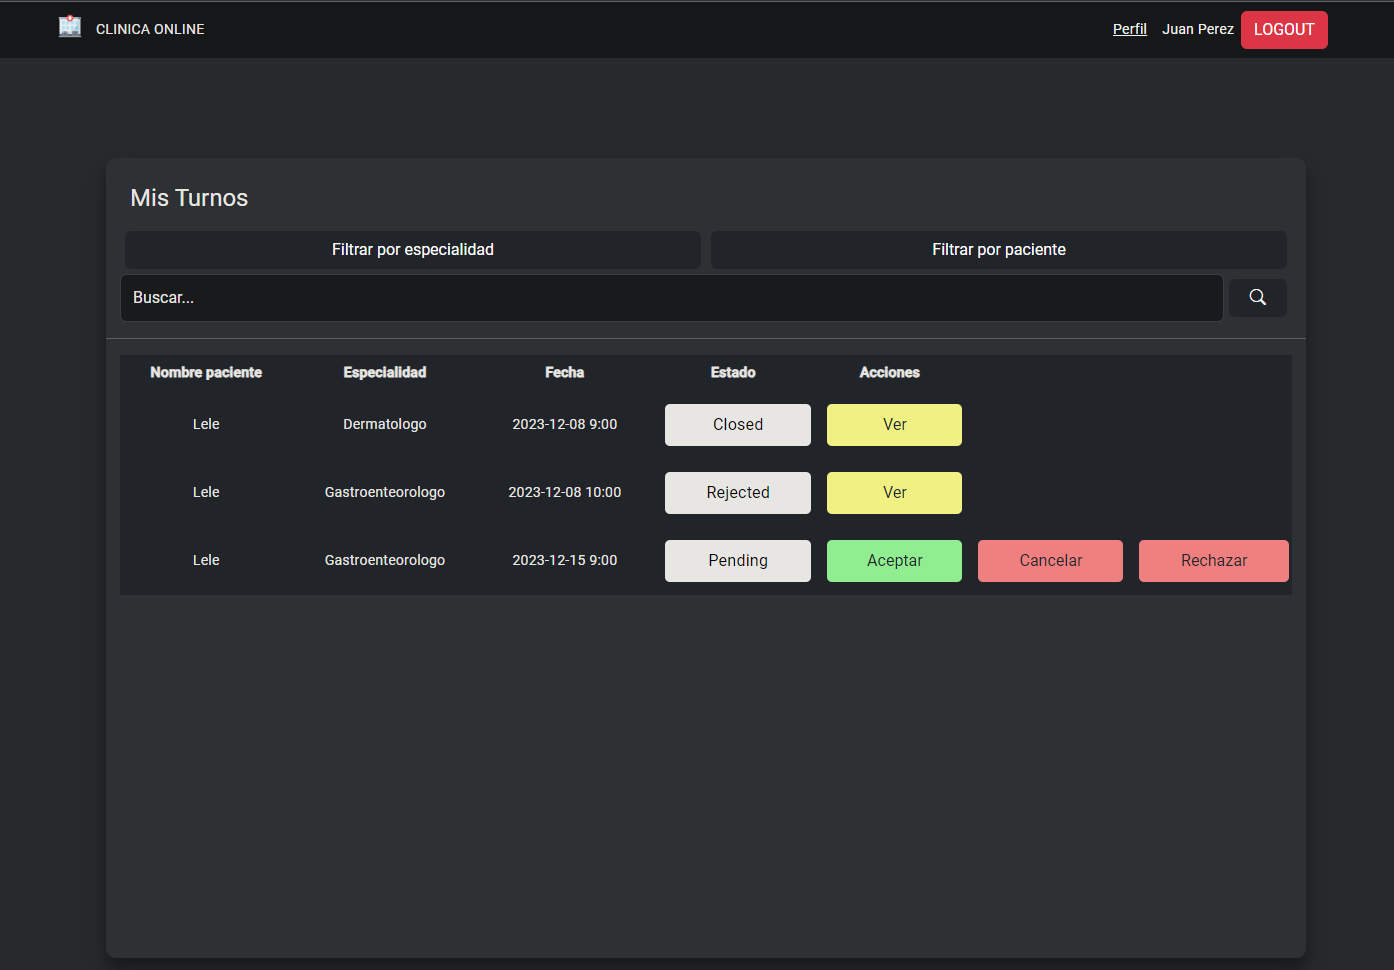 CLINICA ONLINE
Perfil Juan Perez LOGOUT
Mis Turnos
Filtrar por especialidad Filtrar por paciente
Buscar...
Nombre paciente Especialidad Fecha Estado Acciones
Lele Dermatologo 2023-12-08 9:00 Closed Ver
Lele Gastroenteorologo 2023-12-08 10:00 Rejected Ver
Lele Gastroenteorologo 2023-12-15 9:00 Pending Aceptar Cancelar Rechazar